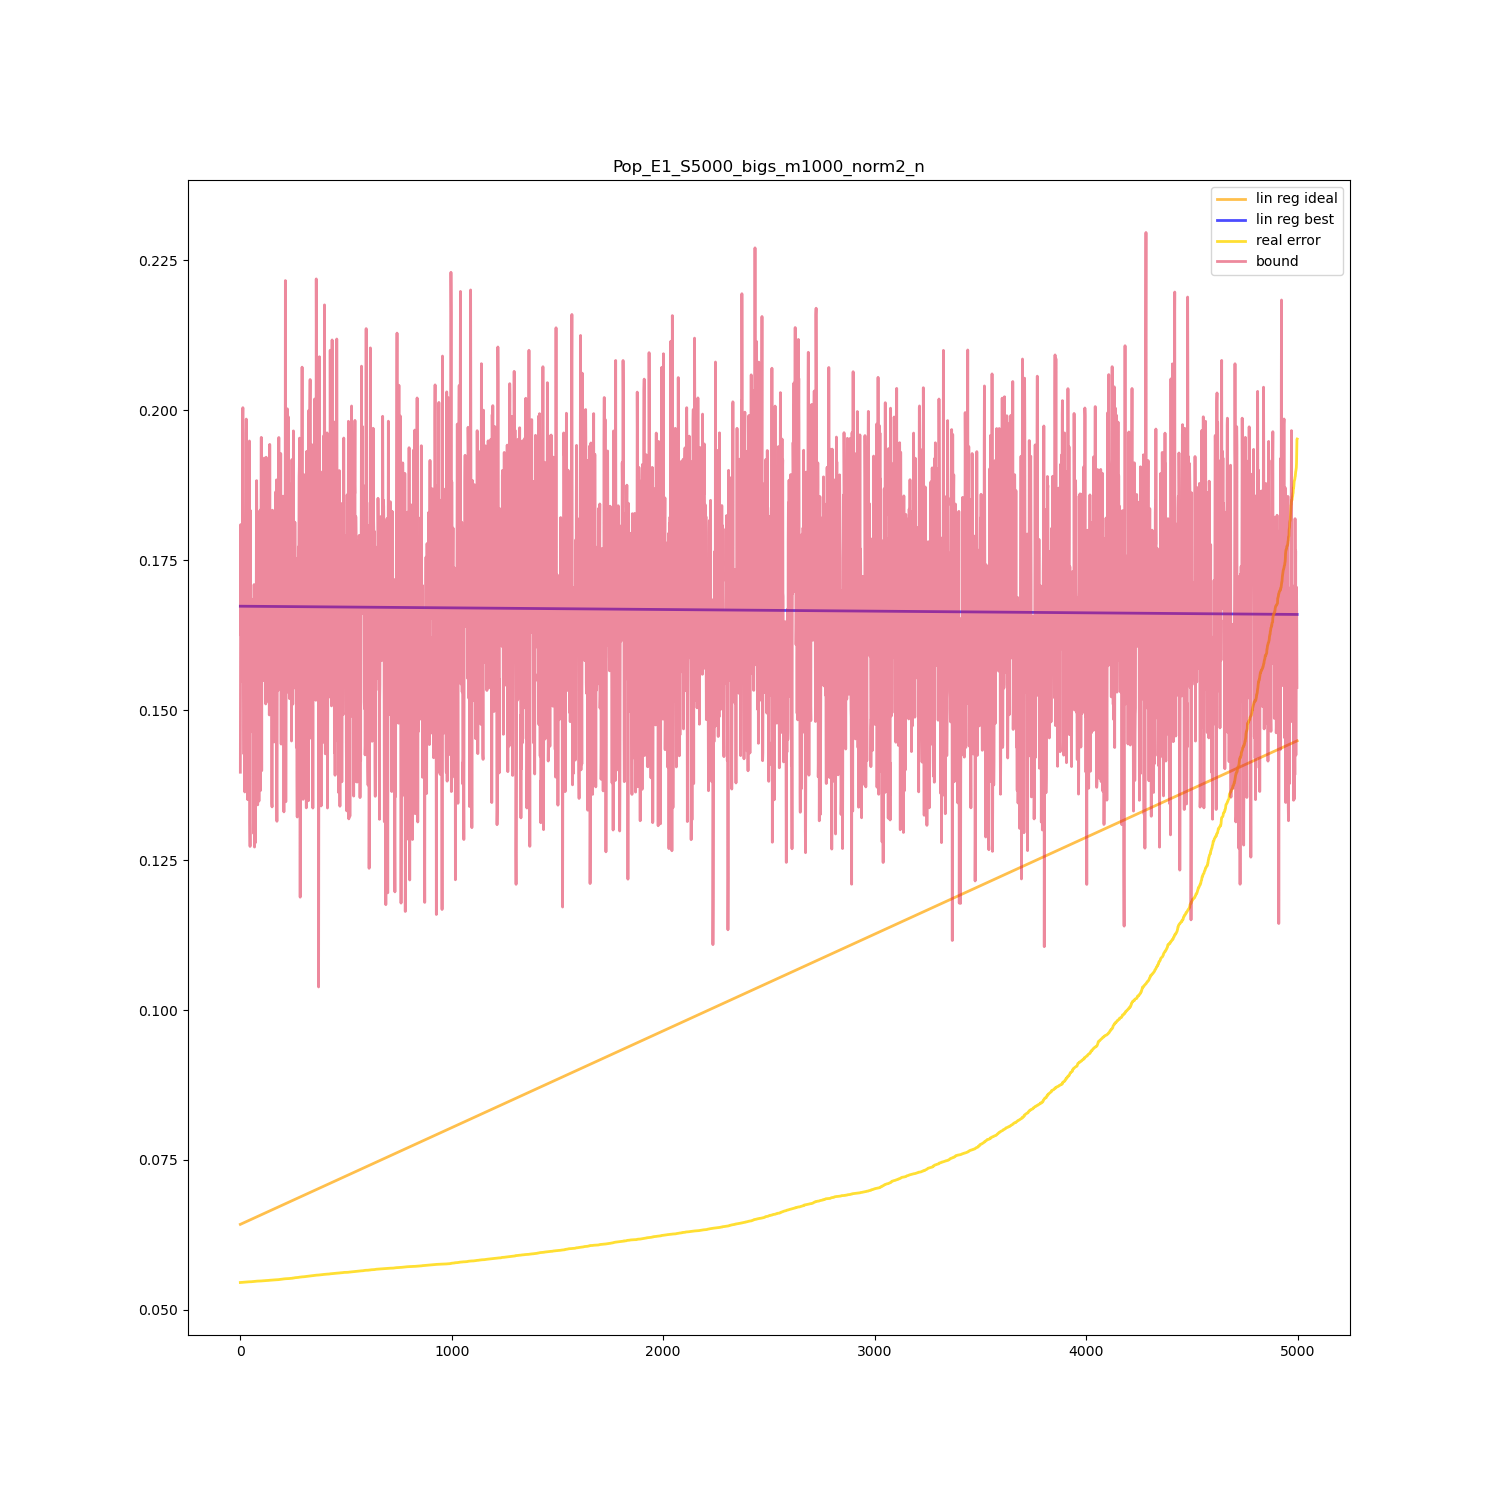 Pop_E1_S5000_bigs_m1000_norm2_n
lin reg ideal
lin reg best
real error
bound
0.225
0.200
0.175
0.150
0.125
0.100
0.075
0.050
0 1000 2000 3000 4000 5000